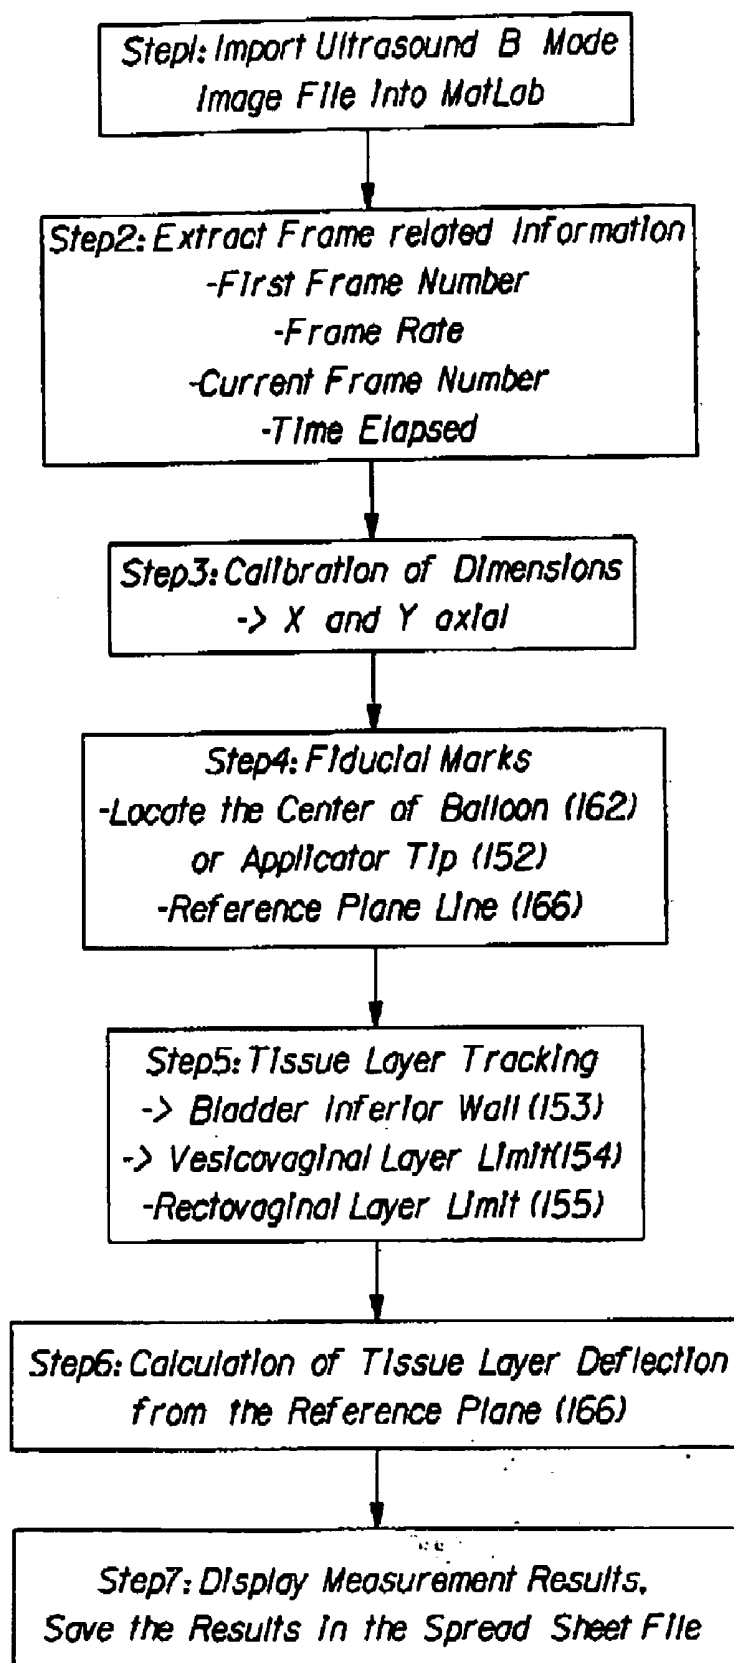 Step1: Import Ultrasound B Mode
Image File Into MatLab
Step2: Extract Frame related Information
-First Frame Number
-Frame Rate
-Current Frame Number
-Time Elapsed
Step3: Calibration of Dimensions
-> X and Y axial
Step4: Fiducial Marks
-Locate the Center of Balloon (162)
or Applicator Tip (152)
-Reference Plane Line (166)
Step5: Tissue Layer Tracking
-> Bladder Inferior Wall (153)
-> Vesicovaginal Layer Limit(154)
-Rectovaginal Layer Limit (155)
Step6: Calculation of Tissue Layer Deflection
from the Reference Plane (166)
Step7: Display Measurement Results.
Save the Results in the Spread Sheet File